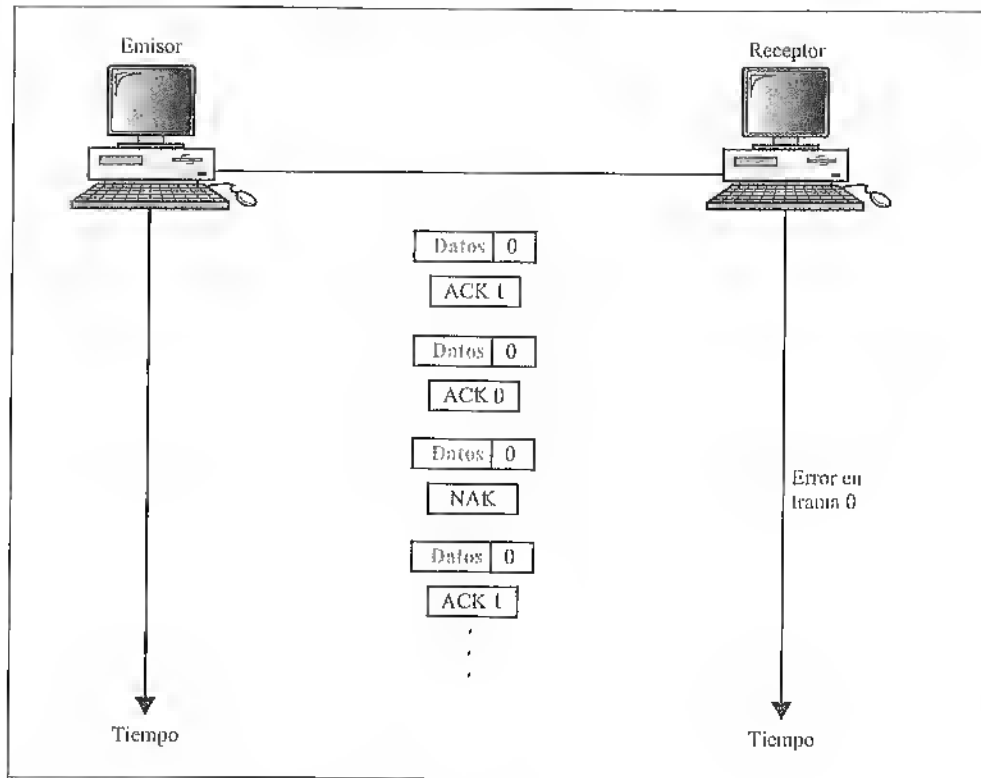 Emisor
Receptor
Datos 0
ACK 1
Datos 0
ACK 0
Datos 0
NAK
Error en
trama 0
Datos 0
ACK 1
Tiempo
Tiempo